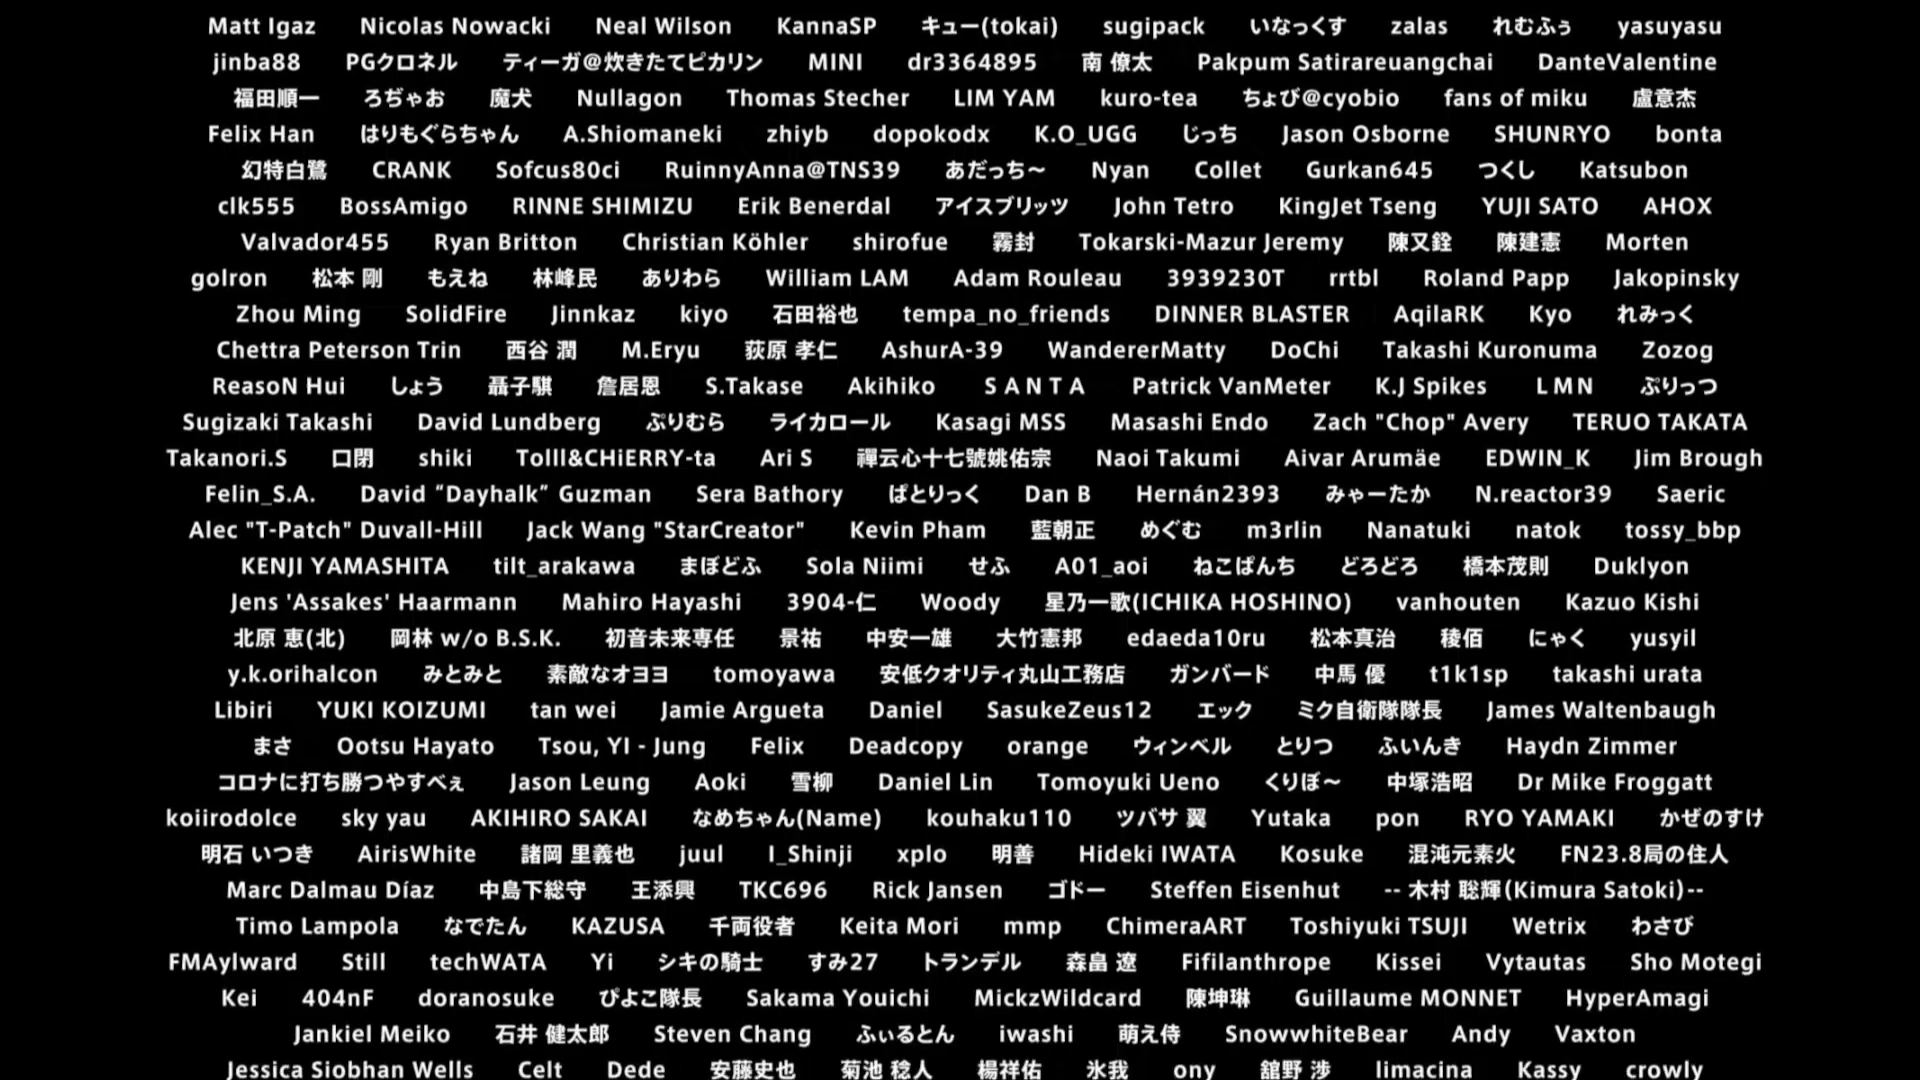 Matt Igaz Nicolas Nowacki Neal Wilson KannaSP キュー(tokai) sugipack いなっくす zalas れむふぅ yasuyasu
jinba88 PGクロネル ティーガ@炊きたてピカリン MINI dr3364895 南 僚太 Pakpum Satirareuangchai DanteValentine
福田順一 ろぢゃお 魔犬 Nullagon Thomas Stecher LIM YAM kuro-tea ちょび@cyobio fans of miku 盧意杰
Felix Han はりもぐらちゃん A.Shiomaneki zhiyb dopokodx K.O_UGG じっち Jason Osborne SHUNRYO bonta
幻特白鷺 CRANK Sofcus80ci RuinnyAnna@TNS39 あだっち～ Nyan Collet Gurkan645 つくし Katsubon
clk555 BossAmigo RINNE SHIMIZU Erik Benerdal アイスブリッツ John Tetro KingJet Tseng YUJI SATO AHOX
Valvador455 Ryan Britton Christian Köhler shirofue 霧封 Tokarski-Mazur Jeremy 陳又銓 陳建憲 Morten
golron 松本 剛 もえね 林峰民 ありわら William LAM Adam Rouleau 3939230T rrtbl Roland Papp Jakopinsky
Zhou Ming SolidFire Jinnkaz kiyo 石田裕也 tempa_no_friends DINNER BLASTER AqilaRK Kyo れみっく
Chettra Peterson Trin 西谷 潤 M.Eryu 荻原 孝仁 AshurA-39 WandererMatty DoChi Takashi Kuronuma Zozog
ReasoN Hui しょう 聶子騏 詹居恩 S.Takase Akihiko S A N T A Patrick VanMeter K.J Spikes L M N ぷりっつ
Sugizaki Takashi David Lundberg ぷりむら ライカロール Kasagi MSS Masashi Endo Zach "Chop" Avery TERUO TAKATA
Takanori.S 口閉 shiki Tolll&CHiERRY-ta Ari S 禪云心十七號姚佑宗 Naoi Takumi Aivar Arumäe EDWIN_K Jim Brough
Felin_S.A. David “Dayhalk” Guzman Sera Bathory ぱとりっく Dan B Hernán2393 みゃーたか N.reactor39 Saeric
Alec "T-Patch" Duvall-Hill Jack Wang "StarCreator" Kevin Pham 藍朝正 めぐむ m3rlin Nanatuki natok tossy_bbp
KENJI YAMASHITA tilt_arakawa まぼどふ Sola Niimi せふ A01_aoi ねこぱんち どろどろ 橋本茂則 Duklyon
Jens 'Assakes' Haarmann Mahiro Hayashi 3904-仁 Woody 星乃一歌(ICHIKA HOSHINO) vanhouten Kazuo Kishi
北原 恵(北) 岡林 w/o B.S.K. 初音未来専任 景祐 中安一雄 大竹憲邦 edaeda10ru 松本真治 稜佰 にゃく yusyil
y.k.orihalcon みとみと 素敵なオヨヨ tomoyawa 安低クオリティ丸山工務店 ガンバード 中馬 優 t1k1sp takashi urata
Libiri YUKI KOIZUMI tan wei Jamie Argueta Daniel SasukeZeus12 エック ミク自衛隊隊長 James Waltenbaugh
まさ Ootsu Hayato Tsou, YI - Jung Felix Deadcopy orange ウィンベル とりつ ふいんき Haydn Zimmer
コロナに打ち勝つやすべぇ Jason Leung Aoki 雪柳 Daniel Lin Tomoyuki Ueno くりぼ～ 中塚浩昭 Dr Mike Froggatt
koiirodolce sky yau AKIHIRO SAKAI なめちゃん(Name) kouhaku110 ツバサ 翼 Yutaka pon RYO YAMAKI かぜのすけ
明石 いつき AirisWhite 諸岡 里義也 juul I_Shinji xplo 明善 Hideki IWATA Kosuke 混沌元素火 FN23.8局の住人
Marc Dalmau Díaz 中島下総守 王添興 TKC696 Rick Jansen ゴドー Steffen Eisenhut -- 木村 聡輝(Kimura Satoki)--
Timo Lampola なでたん KAZUSA 千両役者 Keita Mori mmp ChimeraART Toshiyuki TSUJI Wetrix わさび
FMAylward Still techWATA Yi シキの騎士 すみ27 トランデル 森畠 遼 Fifilanthrope Kissei Vytautas Sho Motegi
Kei 404nF doranosuke ぴよこ隊長 Sakama Youichi MickzWildcard 陳坤琳 Guillaume MONNET HyperAmagi
Jankiel Meiko 石井 健太郎 Steven Chang ふぃるとん iwashi 萌え侍 SnowwhiteBear Andy Vaxton
Jessica Siobhan Wells Celt Dede 安藤史也 菊池 稔人 楊祥佑 氷我 ony 舘野 渉 limacina Kassy crowly